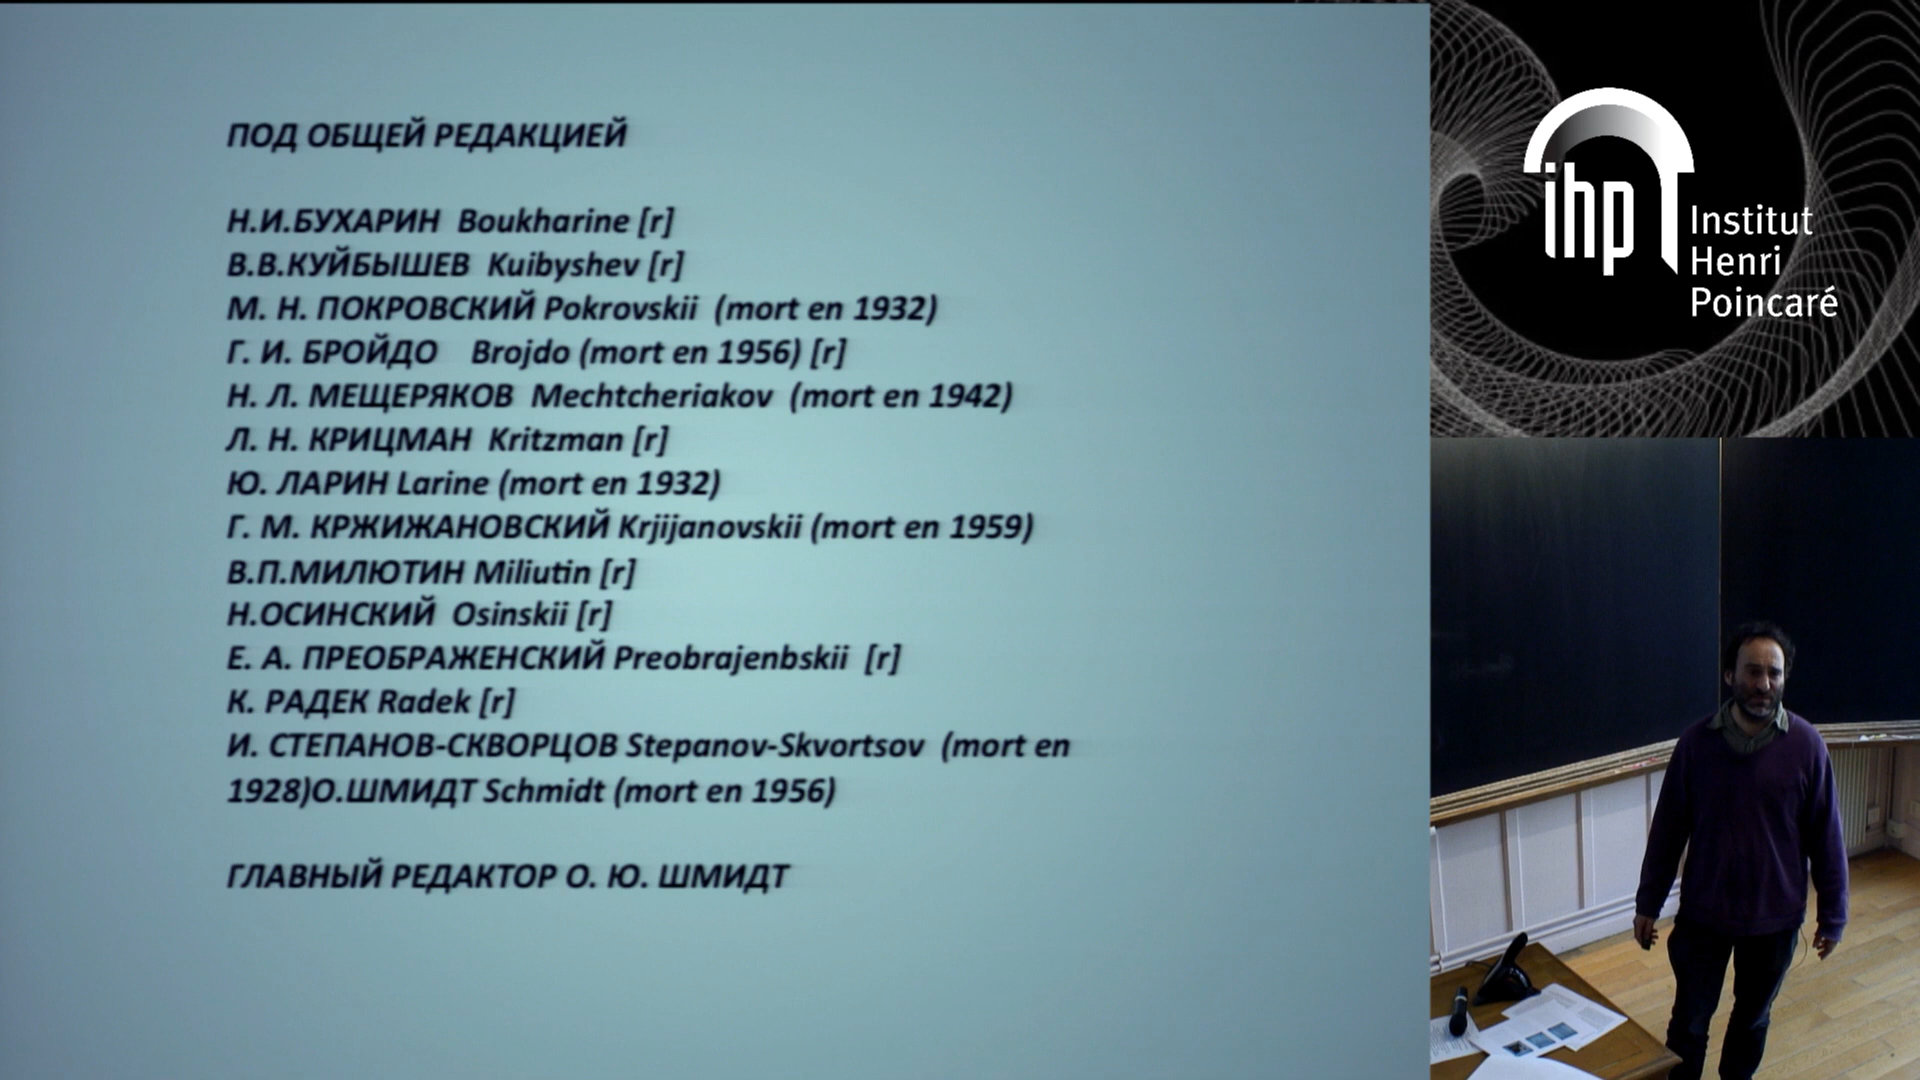 ПОД ОБЩЕЙ РЕДАКЦИЕЙ
Н.И.БУХАРИН Boukharine [r]
В.В.КУЙБЫШЕВ Kuibyshev [r]
М. Н. ПОКРОВСКИЙ Pokrovskii (mort en 1932)
Г. И. БРОЙДО Brojdo (mort en 1956) [r]
Н. Л. МЕЩЕРЯКОВ Mechtcheriakov (mort en 1942)
Л. Н. КРИЦМАН Kritzman [r]
Ю. ЛАРИН Larine (mort en 1932)
Г. М. КРЖИЖАНОВСКИЙ Krjijanovskii (mort en 1959)
В.П.МИЛЮТИН Miliutin [r]
Н.ОСИНСКИЙ Osinskii [r]
Е. А. ПРЕОБРАЖЕНСКИЙ Preobrajenbskii [r]
К. РАДЕК Radek [r]
И. СТЕПАНОВ-СКВОРЦОВ Stepanov-Skvortsov (mort en
1928)О.ШМИДТ Schmidt (mort en 1956)
ГЛАВНЫЙ РЕДАКТОР О. Ю. ШМИДТ
ihp
Institut
Henri
Poincaré